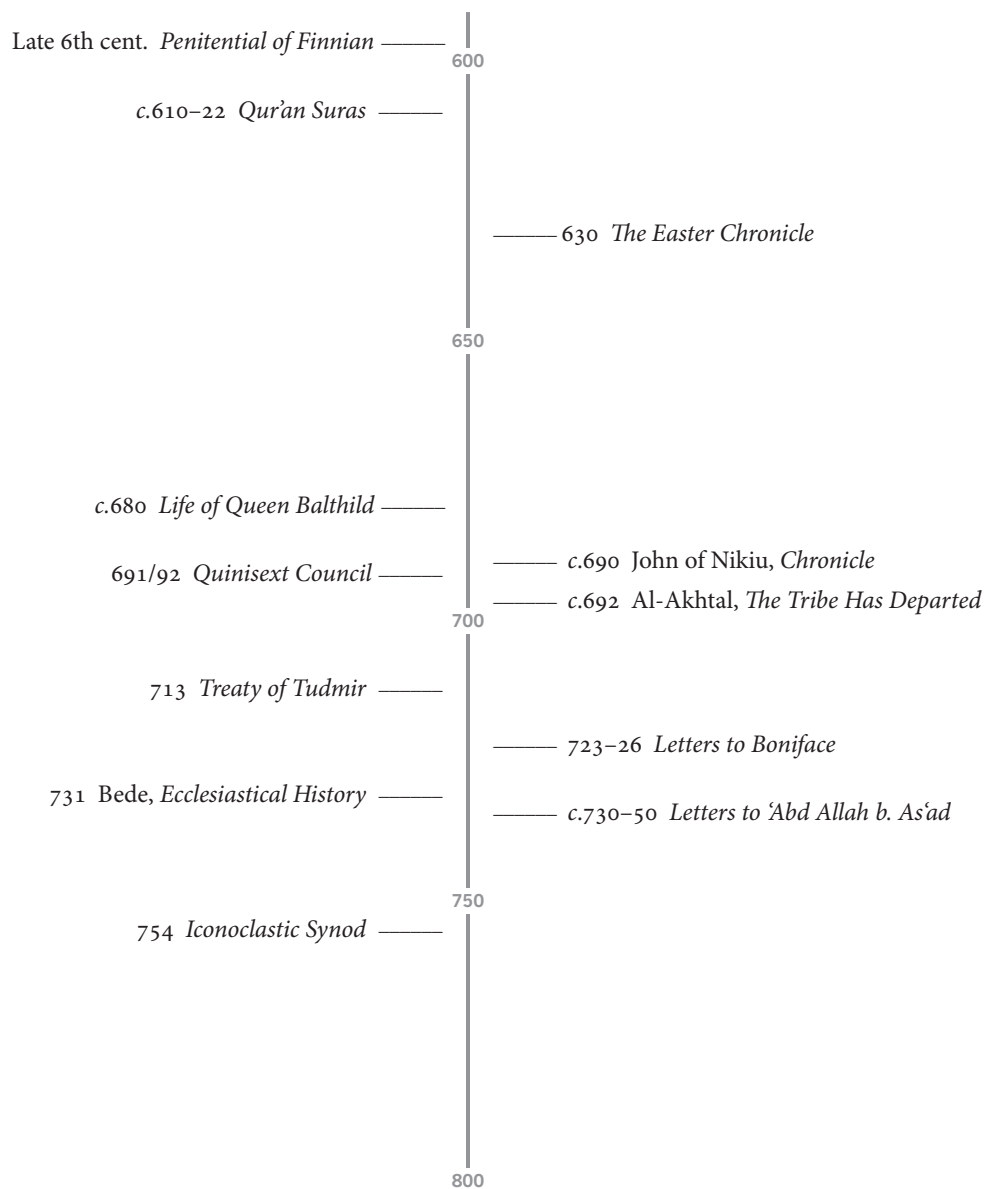 Late 6th cent. Penitential of Finnian
600
c.610–22 Qur’an Suras
630 The Easter Chronicle
650
c.680 Life of Queen Balthild
c.690 John of Nikiu, Chronicle
691/92 Quinisext Council
c.692 Al-Akhtal, The Tribe Has Departed
700
713 Treaty of Tudmir
723–26 Letters to Boniface
731 Bede, Ecclesiastical History
c.730–50 Letters to ‘Abd Allah b. As‘ad
750
754 Iconoclastic Synod
800